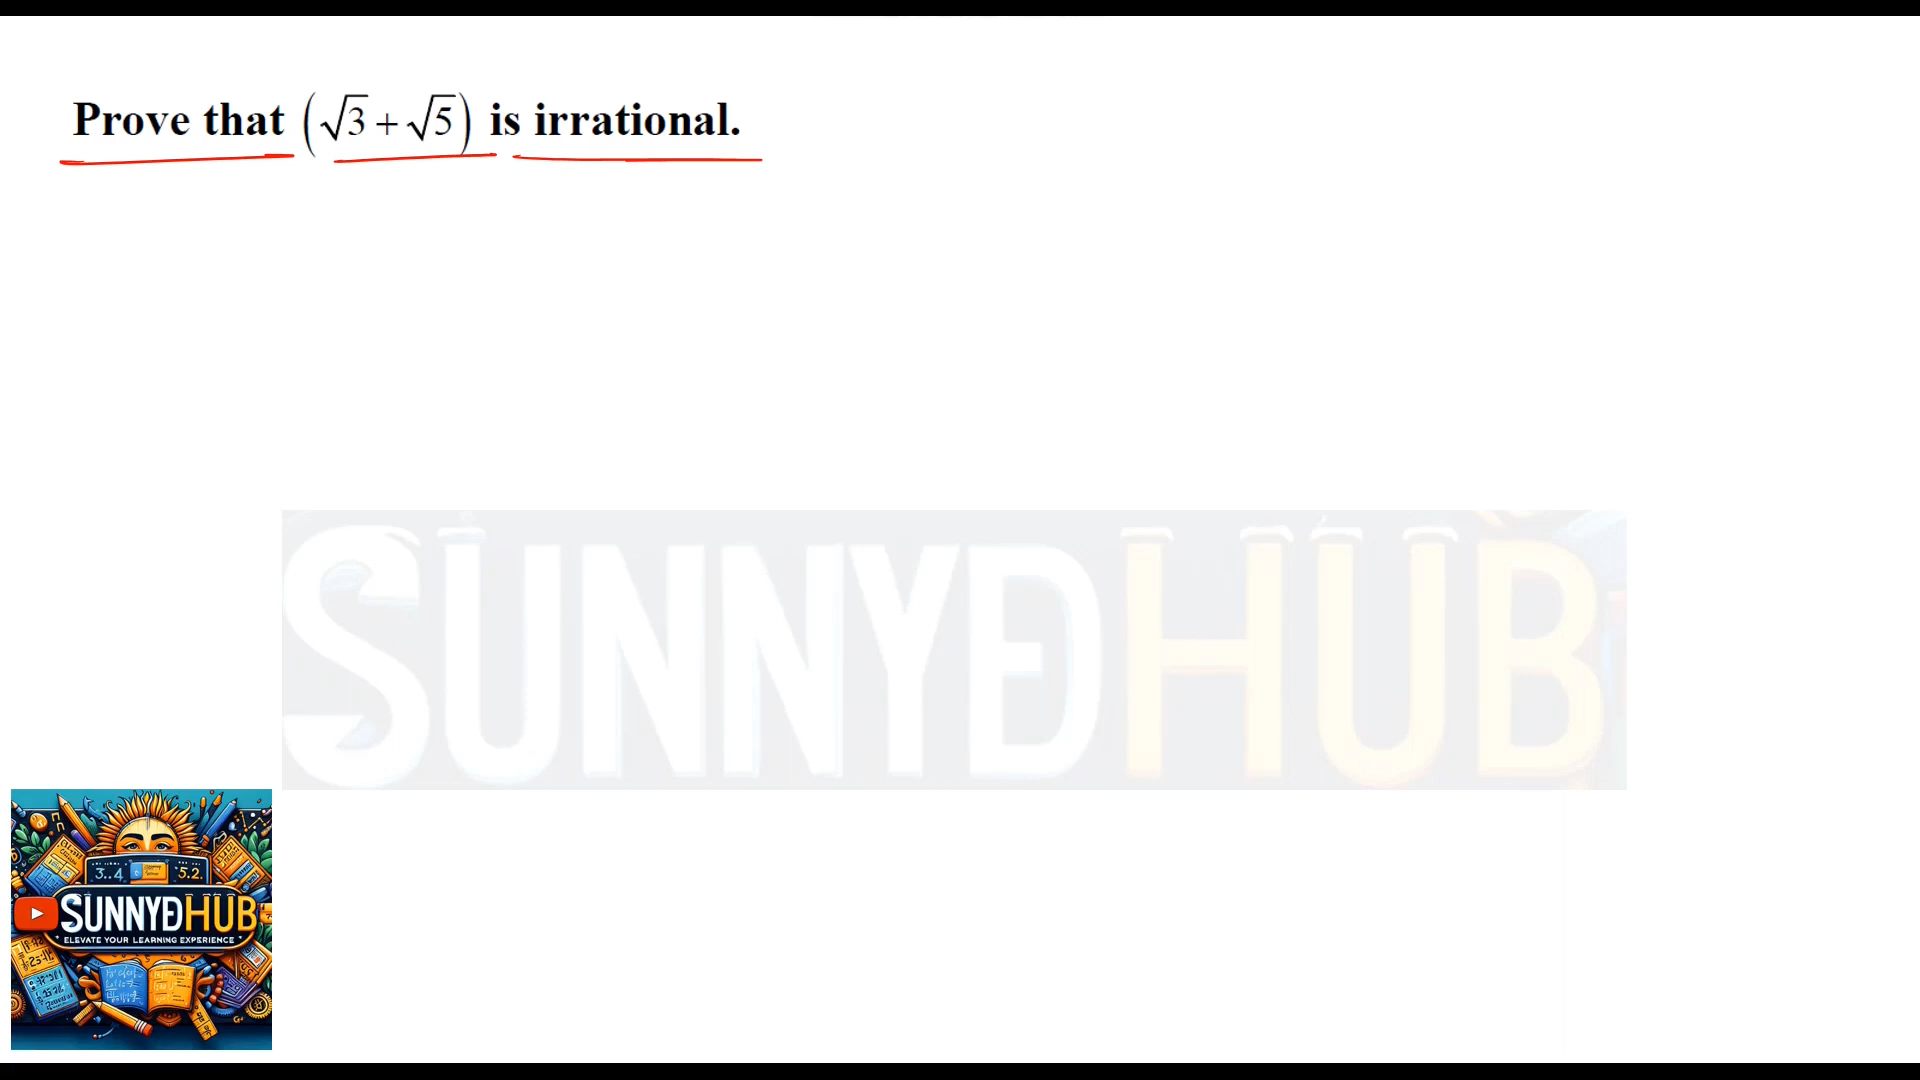 Prove that (√3 + √5) is irrational.
SUNNYDHUB
3..4 5.2.
SUNNYDHUB
ELEVATE YOUR LEARNING EXPERIENCE